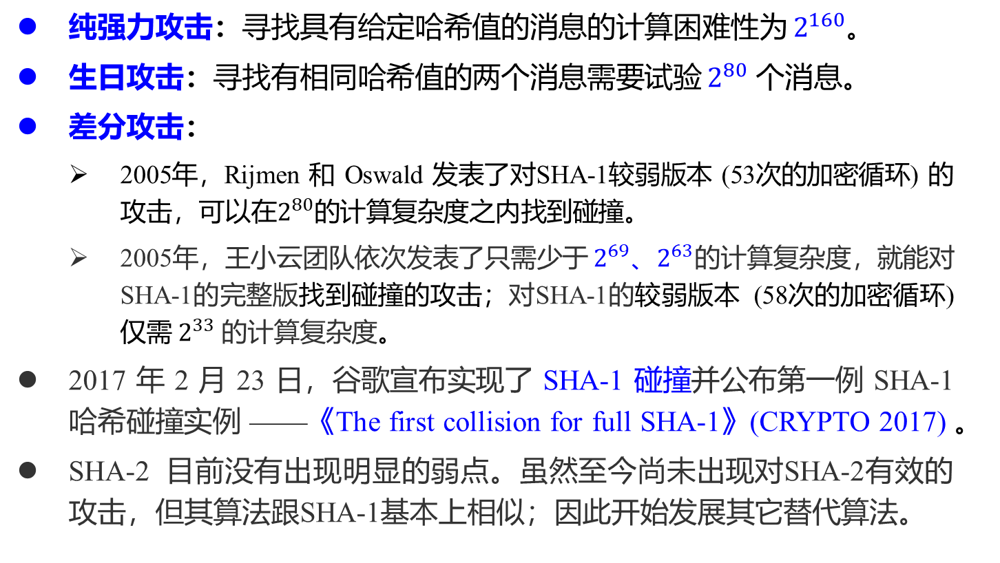 ● 纯强力攻击：寻找具有给定哈希值的消息的计算困难性为 2^160。
● 生日攻击：寻找有相同哈希值的两个消息需要试验 2^80 个消息。
● 差分攻击：
➢ 2005年，Rijmen 和 Oswald 发表了对SHA-1较弱版本 (53次的加密循环) 的
攻击，可以在2^80的计算复杂度之内找到碰撞。
➢ 2005年，王小云团队依次发表了只需少于 2^69、2^63的计算复杂度，就能对
SHA-1的完整版找到碰撞的攻击；对SHA-1的较弱版本 (58次的加密循环)
仅需 2^33 的计算复杂度。
● 2017 年 2 月 23 日，谷歌宣布实现了 SHA-1 碰撞并公布第一例 SHA-1
哈希碰撞实例 ——《The first collision for full SHA-1》(CRYPTO 2017) 。
● SHA-2 目前没有出现明显的弱点。虽然至今尚未出现对SHA-2有效的
攻击，但其算法跟SHA-1基本上相似；因此开始发展其它替代算法。